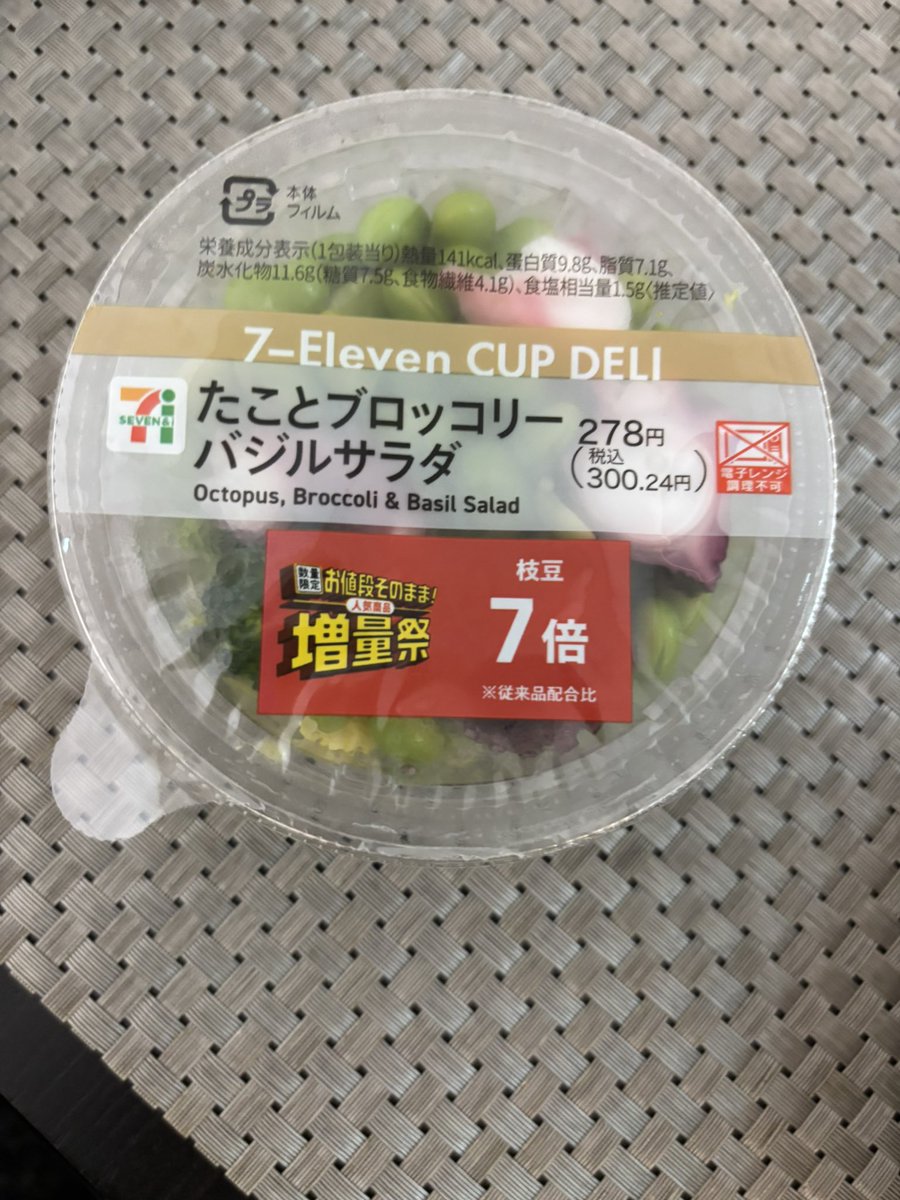 プラ
本体
フィルム
栄養成分表示(1包装当り)熱量141kcal、蛋白質9.8g、脂質7.1g、
炭水化物11.6g(糖質7.5g、食物繊維4.1g)、食塩相当量1.5g〈推定値〉
7-Eleven CUP DELI
SEVEN&i
たことブロッコリー
バジルサラダ
Octopus, Broccoli & Basil Salad
278円
(税込
300.24円)
電子レンジ
調理不可
数量
限定
お値段そのまま!
人気商品
増量祭
枝豆
7倍
※従来品配合比